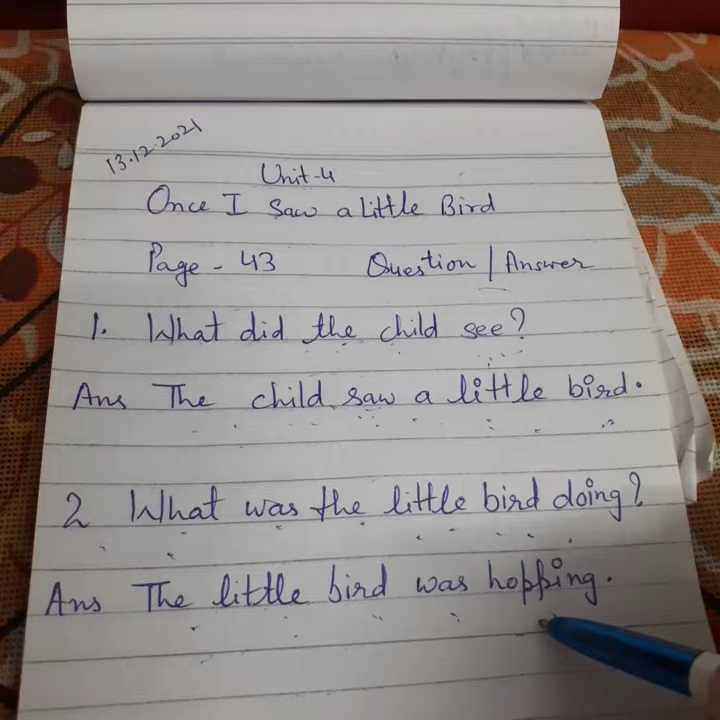 13.12.2021
Unit-4
Once I Saw a Little Bird
Page - 43 Question | Answer
1. What did the child see?
Ans The child saw a little bird.
2 What was the little bird doing?
Ans The little bird was hopping.